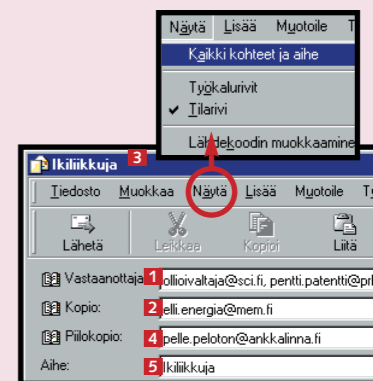 Näytä Lisää Muotoile T
Kaikki kohteet ja aihe
Työkalurivit
✓ Tilarivi
Lähdekoodin muokkaamine
Ikiliikkuja 3
Tiedosto Muokkaa Näytä Lisää Muotoile Ty
Lähetä Leikkaa Kopioi Liitä
Vastaanottaja: 1 ollioivaltaja@sci.fi, pentti.patentti@prh
Kopio: 2 elli.energia@mem.fi
Piilokopio: 4 pelle.peloton@ankkalinna.fi
Aihe: 5 Ikiliikkuja